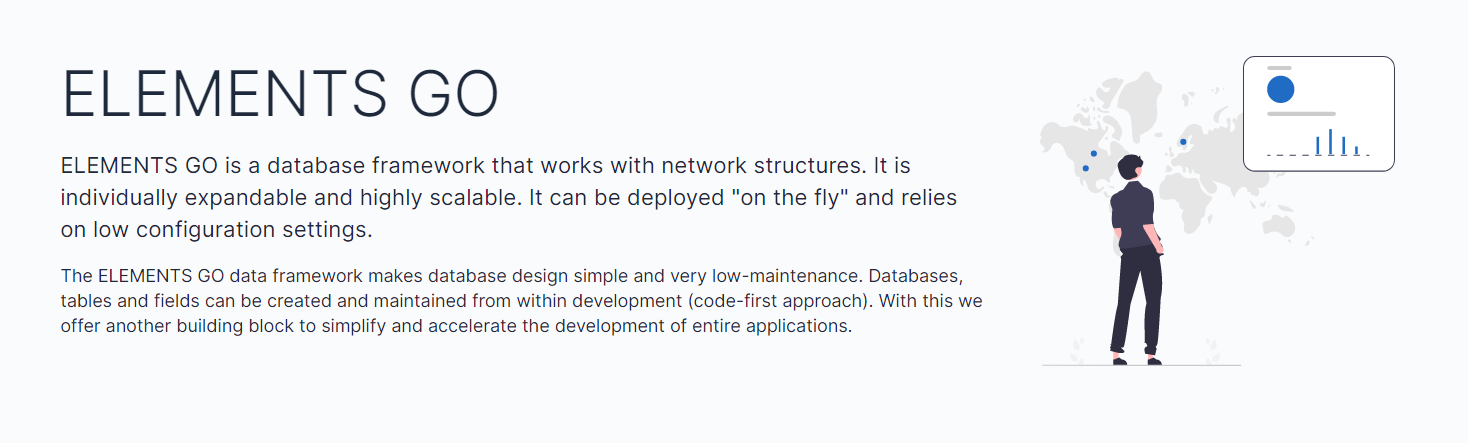 ELEMENTS GO
ELEMENTS GO is a database framework that works with network structures. It is
individually expandable and highly scalable. It can be deployed "on the fly" and relies
on low configuration settings.
The ELEMENTS GO data framework makes database design simple and very low-maintenance. Databases,
tables and fields can be created and maintained from within development (code-first approach). With this we
offer another building block to simplify and accelerate the development of entire applications.